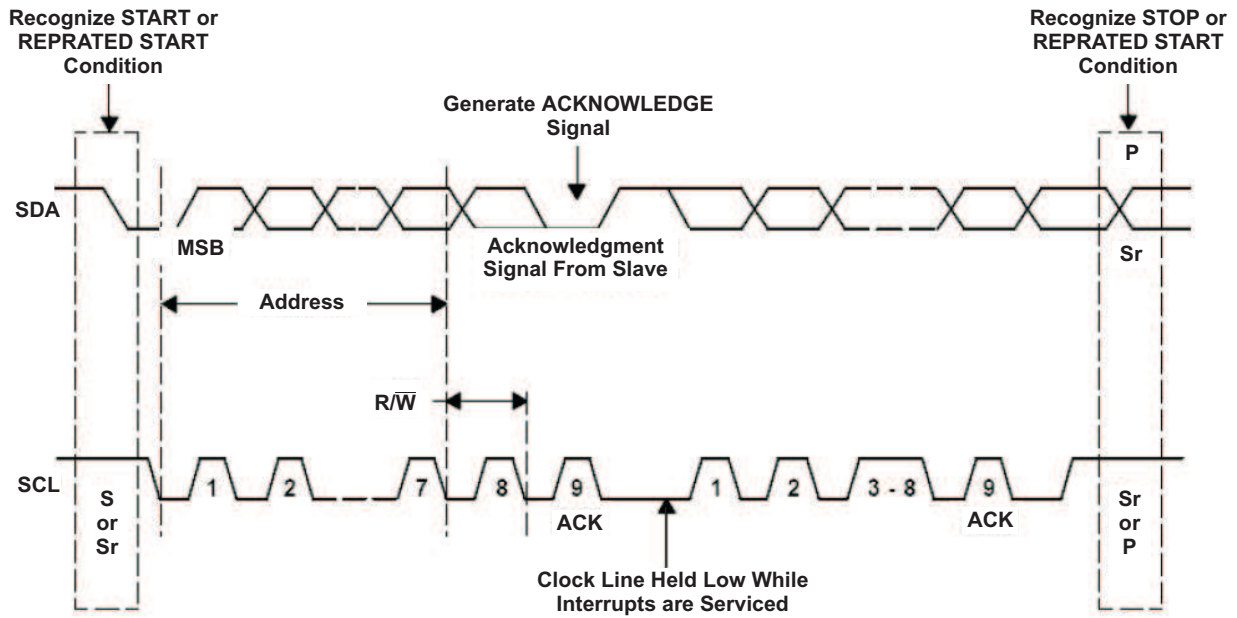 Recognize START or
REPRATED START
Condition
Recognize STOP or
REPRATED START
Condition
Generate ACKNOWLEDGE
Signal
P
SDA
MSB
Acknowledgment
Signal From Slave
Sr
Address
R/W̅
SCL
S
or
Sr
1
2
7
8
9
ACK
1
2
3 - 8
9
ACK
Sr
or
P
Clock Line Held Low While
Interrupts are Serviced